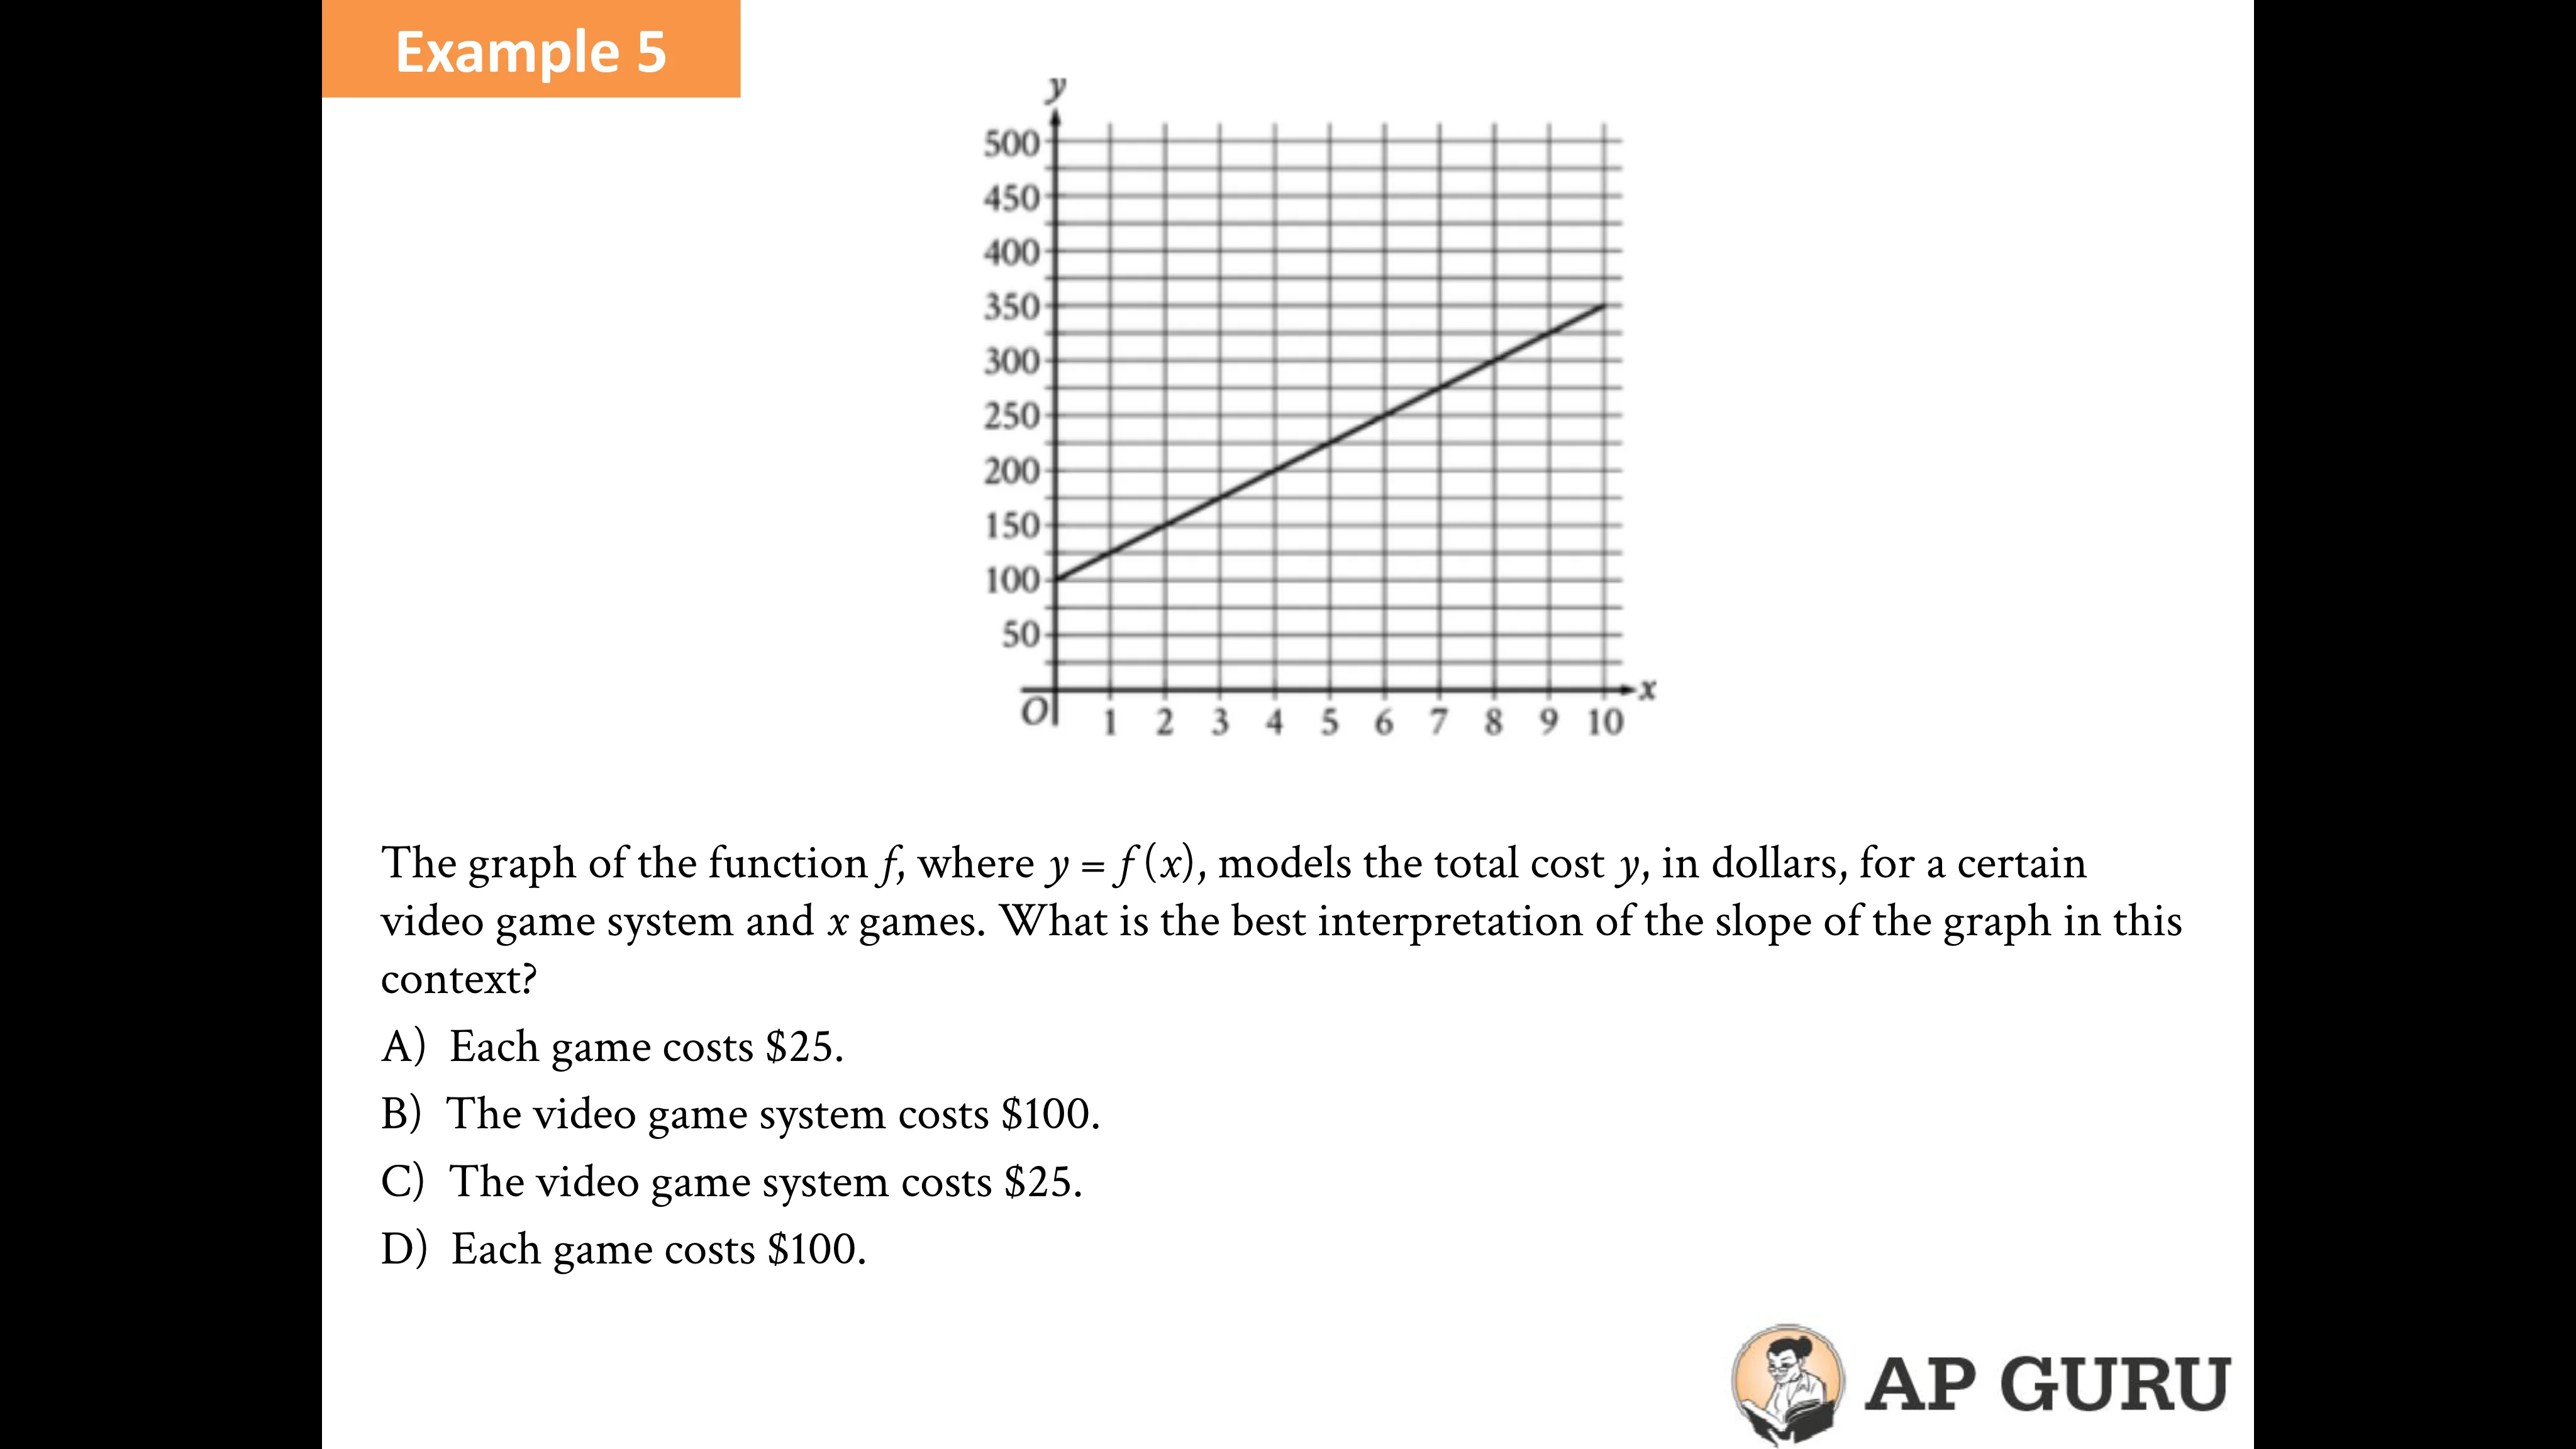 Example 5
y
500
450
400
350
300
250
200
150
100
50
x
O 1 2 3 4 5 6 7 8 9 10
The graph of the function f, where y = f (x), models the total cost y, in dollars, for a certain
video game system and x games. What is the best interpretation of the slope of the graph in this
context?
A) Each game costs $25.
B) The video game system costs $100.
C) The video game system costs $25.
D) Each game costs $100.
AP GURU